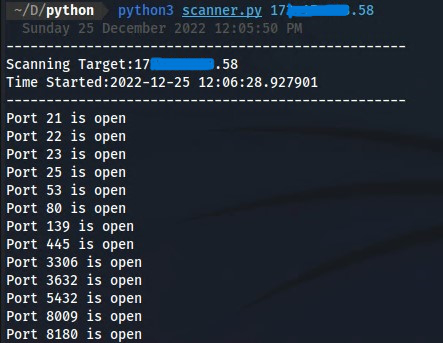 ~/D/python python3 scanner.py 17 .58
Sunday 25 December 2022 12:05:50 PM
--------------------------------------------------
Scanning Target:17 .58
Time Started:2022-12-25 12:06:28.927901
--------------------------------------------------
Port 21 is open
Port 22 is open
Port 23 is open
Port 25 is open
Port 53 is open
Port 80 is open
Port 139 is open
Port 445 is open
Port 3306 is open
Port 3632 is open
Port 5432 is open
Port 8009 is open
Port 8180 is open